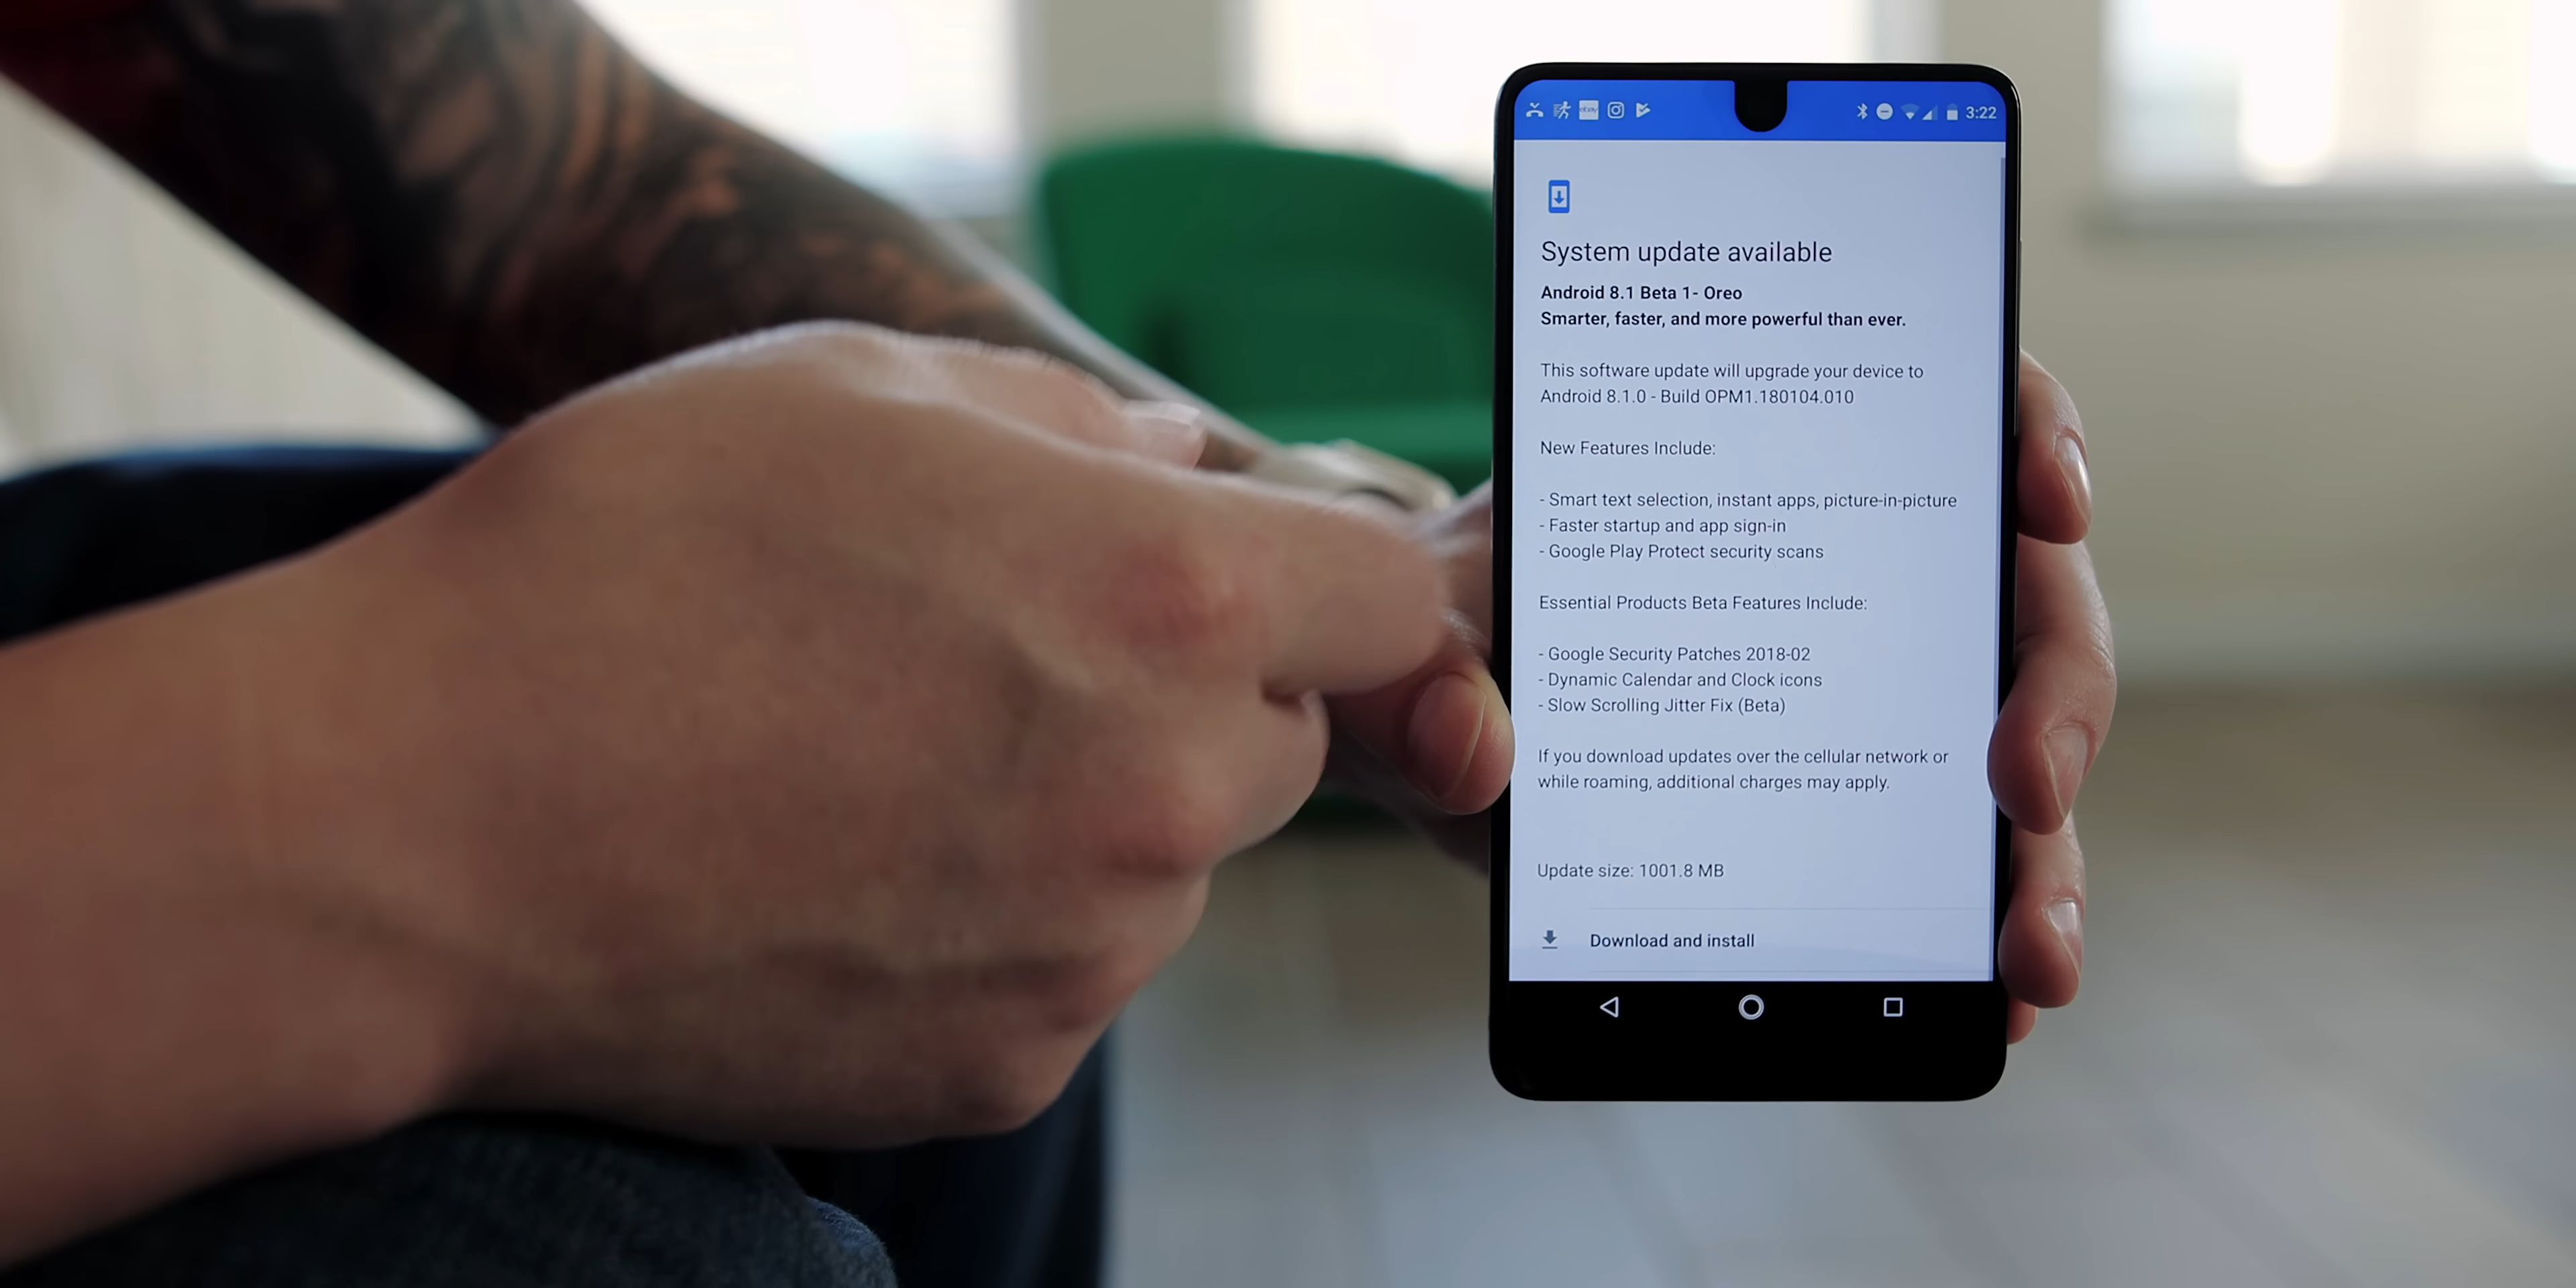 ebay
3:22
System update available
Android 8.1 Beta 1- Oreo
Smarter, faster, and more powerful than ever.
This software update will upgrade your device to
Android 8.1.0 - Build OPM1.180104.010
New Features Include:
- Smart text selection, instant apps, picture-in-picture
- Faster startup and app sign-in
- Google Play Protect security scans
Essential Products Beta Features Include:
- Google Security Patches 2018-02
- Dynamic Calendar and Clock icons
- Slow Scrolling Jitter Fix (Beta)
If you download updates over the cellular network or
while roaming, additional charges may apply.
Update size: 1001.8 MB
Download and install